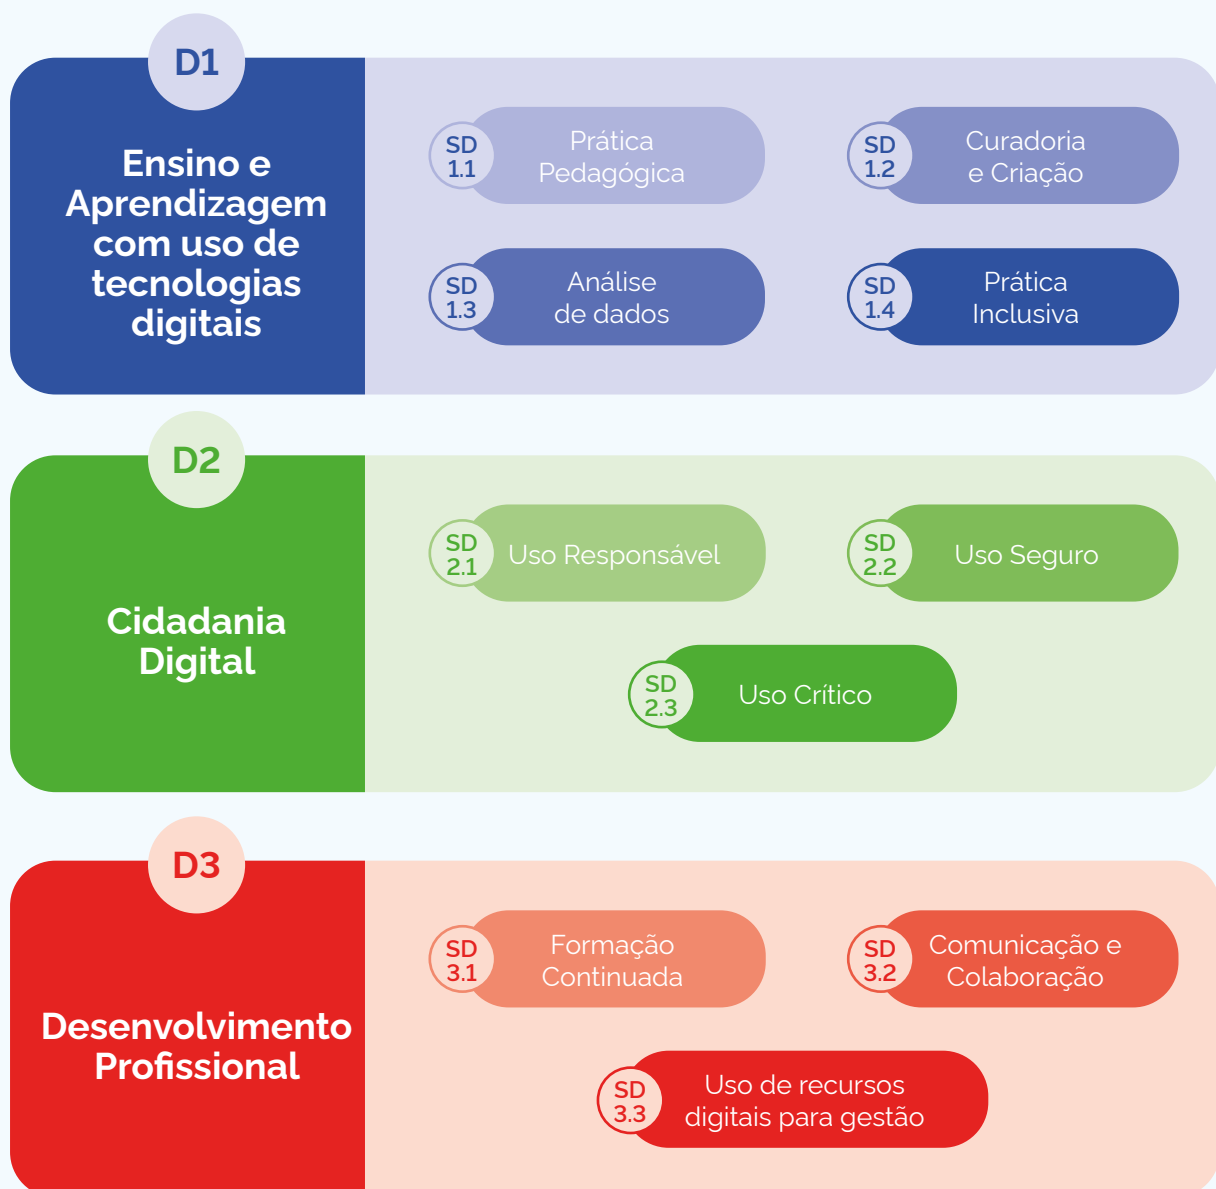 D1
Ensino e
Aprendizagem
com uso de
tecnologias
digitais
SD
1.1
Prática
Pedagógica
SD
1.2
Curadoria
e Criação
SD
1.3
Análise
de dados
SD
1.4
Prática
Inclusiva
D2
Cidadania
Digital
SD
2.1
Uso Responsável
SD
2.2
Uso Seguro
SD
2.3
Uso Crítico
D3
Desenvolvimento
Profissional
SD
3.1
Formação
Continuada
SD
3.2
Comunicação e
Colaboração
SD
3.3
Uso de recursos
digitais para gestão